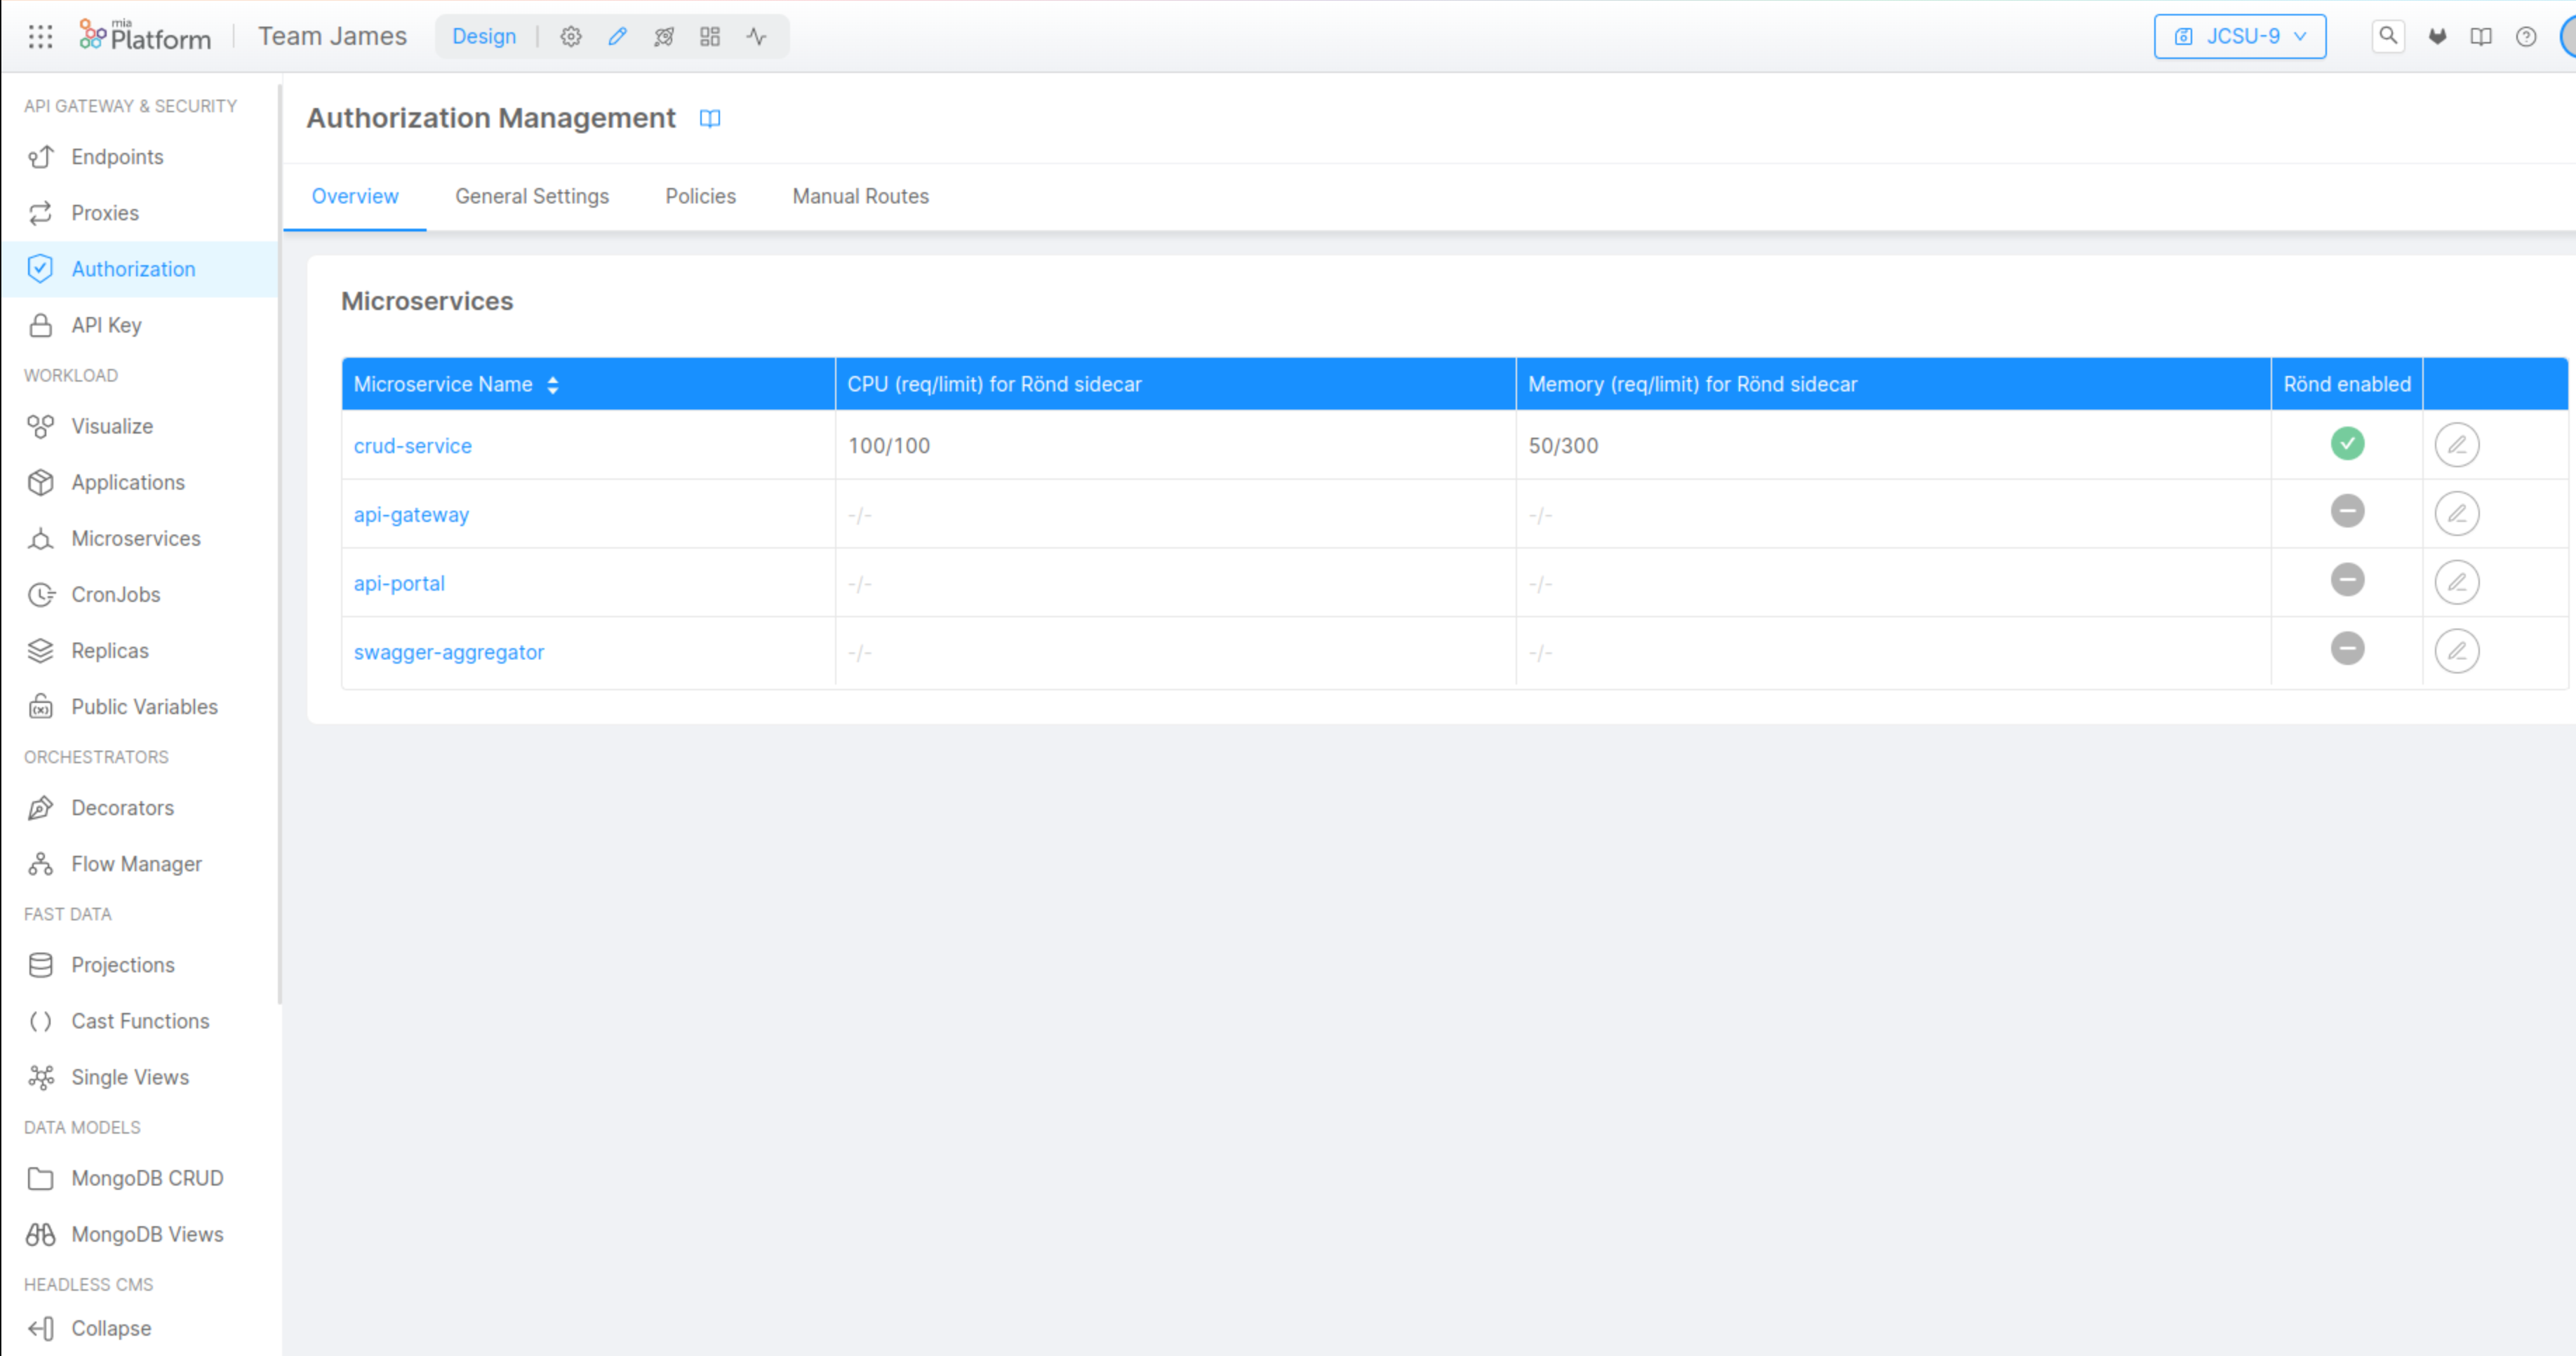 mia Platform Team James Design JCSU-9
API GATEWAY & SECURITY
Endpoints
Proxies
Authorization
API Key
WORKLOAD
Visualize
Applications
Microservices
CronJobs
Replicas
Public Variables
ORCHESTRATORS
Decorators
Flow Manager
FAST DATA
Projections
Cast Functions
Single Views
DATA MODELS
MongoDB CRUD
MongoDB Views
HEADLESS CMS
Collapse
Authorization Management
Overview General Settings Policies Manual Routes
Microservices
Microservice Name CPU (req/limit) for Rönd sidecar Memory (req/limit) for Rönd sidecar Rönd enabled
crud-service 100/100 50/300
api-gateway -/- -/-
api-portal -/- -/-
swagger-aggregator -/- -/-